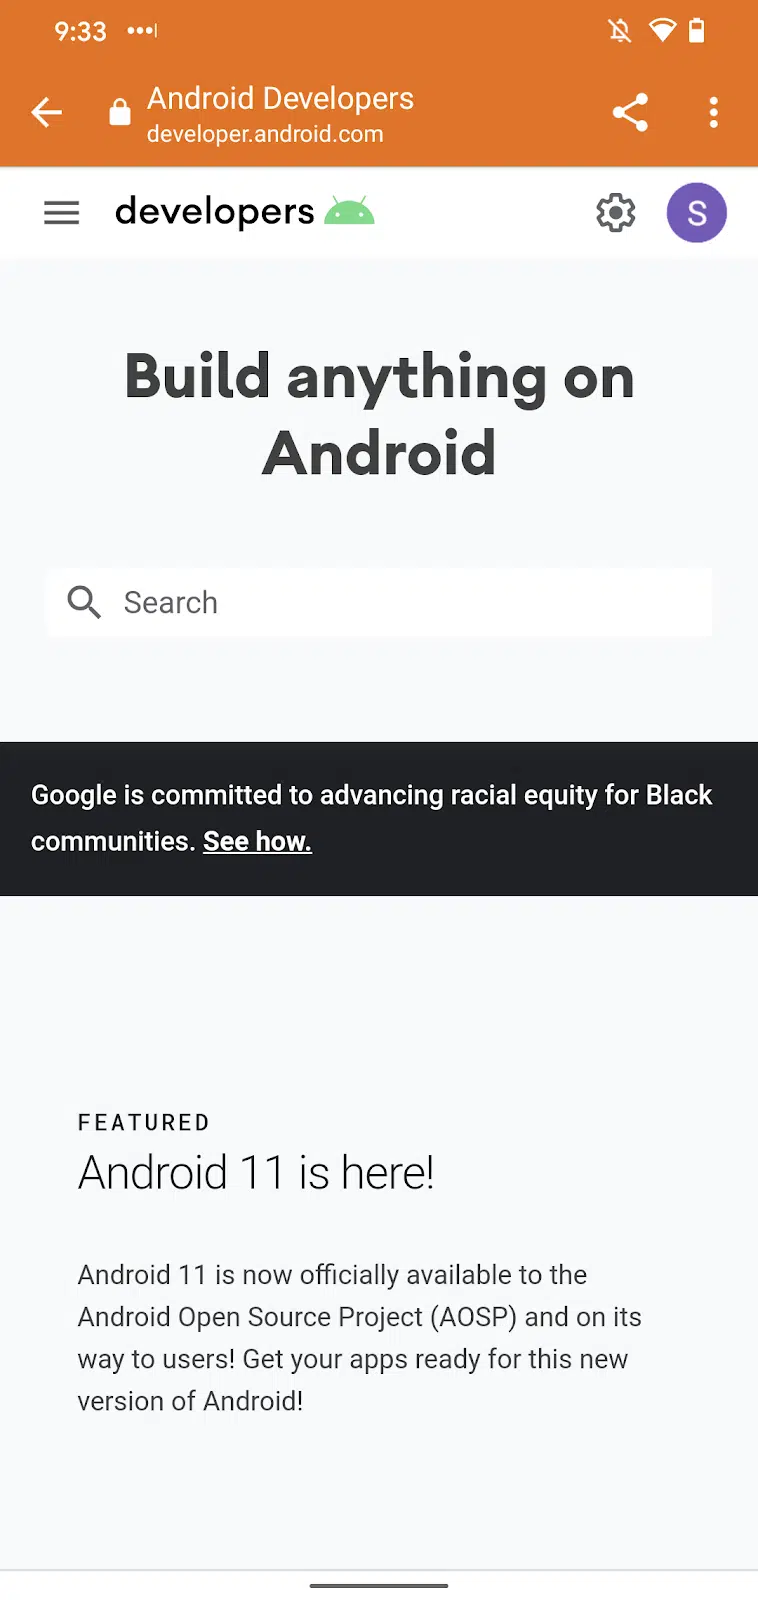 9:33
Android Developers
developer.android.com
developers
S
Build anything on
Android
Search
Google is committed to advancing racial equity for Black
communities. See how.
FEATURED
Android 11 is here!
Android 11 is now officially available to the
Android Open Source Project (AOSP) and on its
way to users! Get your apps ready for this new
version of Android!